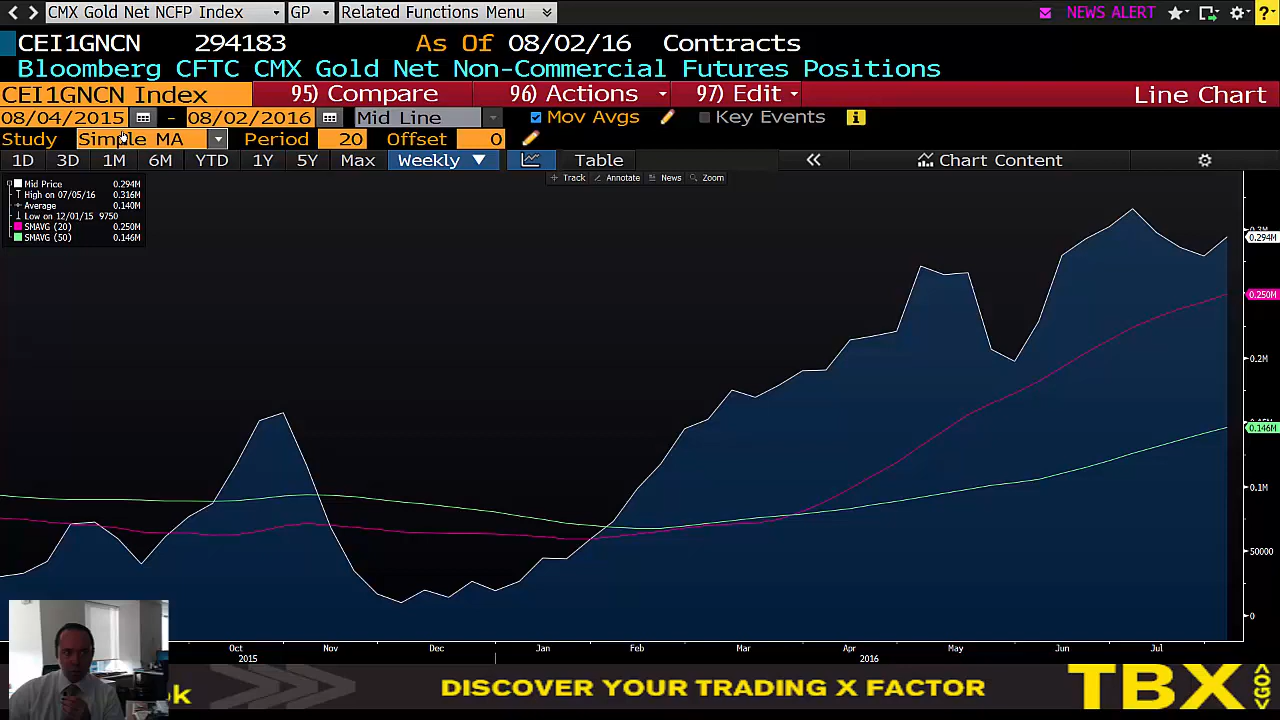 CMX Gold Net NCFP Index GP Related Functions Menu NEWS ALERT ?
CEI1GNCN 294183 As Of 08/02/16 Contracts
Bloomberg CFTC CMX Gold Net Non-Commercial Futures Positions
CEI1GNCN Index 95) Compare 96) Actions 97) Edit Line Chart
08/04/2015 - 08/02/2016 Mid Line Mov Avgs Key Events
Study Simple MA Period 20 Offset 0
1D 3D 1M 6M YTD 1Y 5Y Max Weekly ▼ Table « Chart Content
Track Annotate News Zoom
Mid Price 0.294M
High on 07/05/16 0.316M
Average 0.140M
Low on 12/01/15 9750
SMAVG (20) 0.250M
SMAVG (50) 0.146M
0.294M
0.250M
0.2M
0.146M
0.1M
50000
0
Oct Nov Dec Jan Feb Mar Apr May Jun Jul
2015 2016
DISCOVER YOUR TRADING X FACTOR
TBX
<GO>